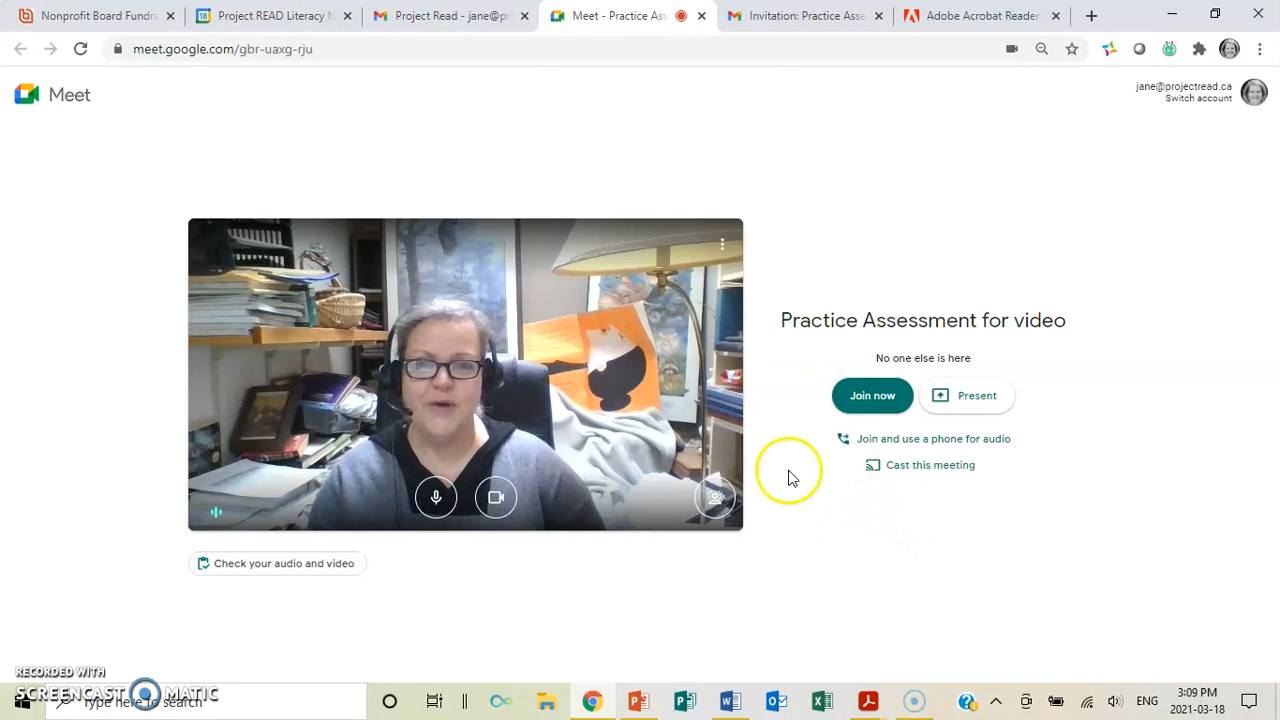 Nonprofit Board Fundra
Project READ Literacy N
Project Read - jane@pr
Meet - Practice Ass
Invitation: Practice Asse
Adobe Acrobat Reader
meet.google.com/gbr-uaxg-rju
Meet
jane@projectread.ca
Switch account
Practice Assessment for video
No one else is here
Join now
Present
Join and use a phone for audio
Cast this meeting
Check your audio and video
RECORDED WITH
SCREENCAST MATIC
Type here to search
ENG
3:09 PM
2021-03-18